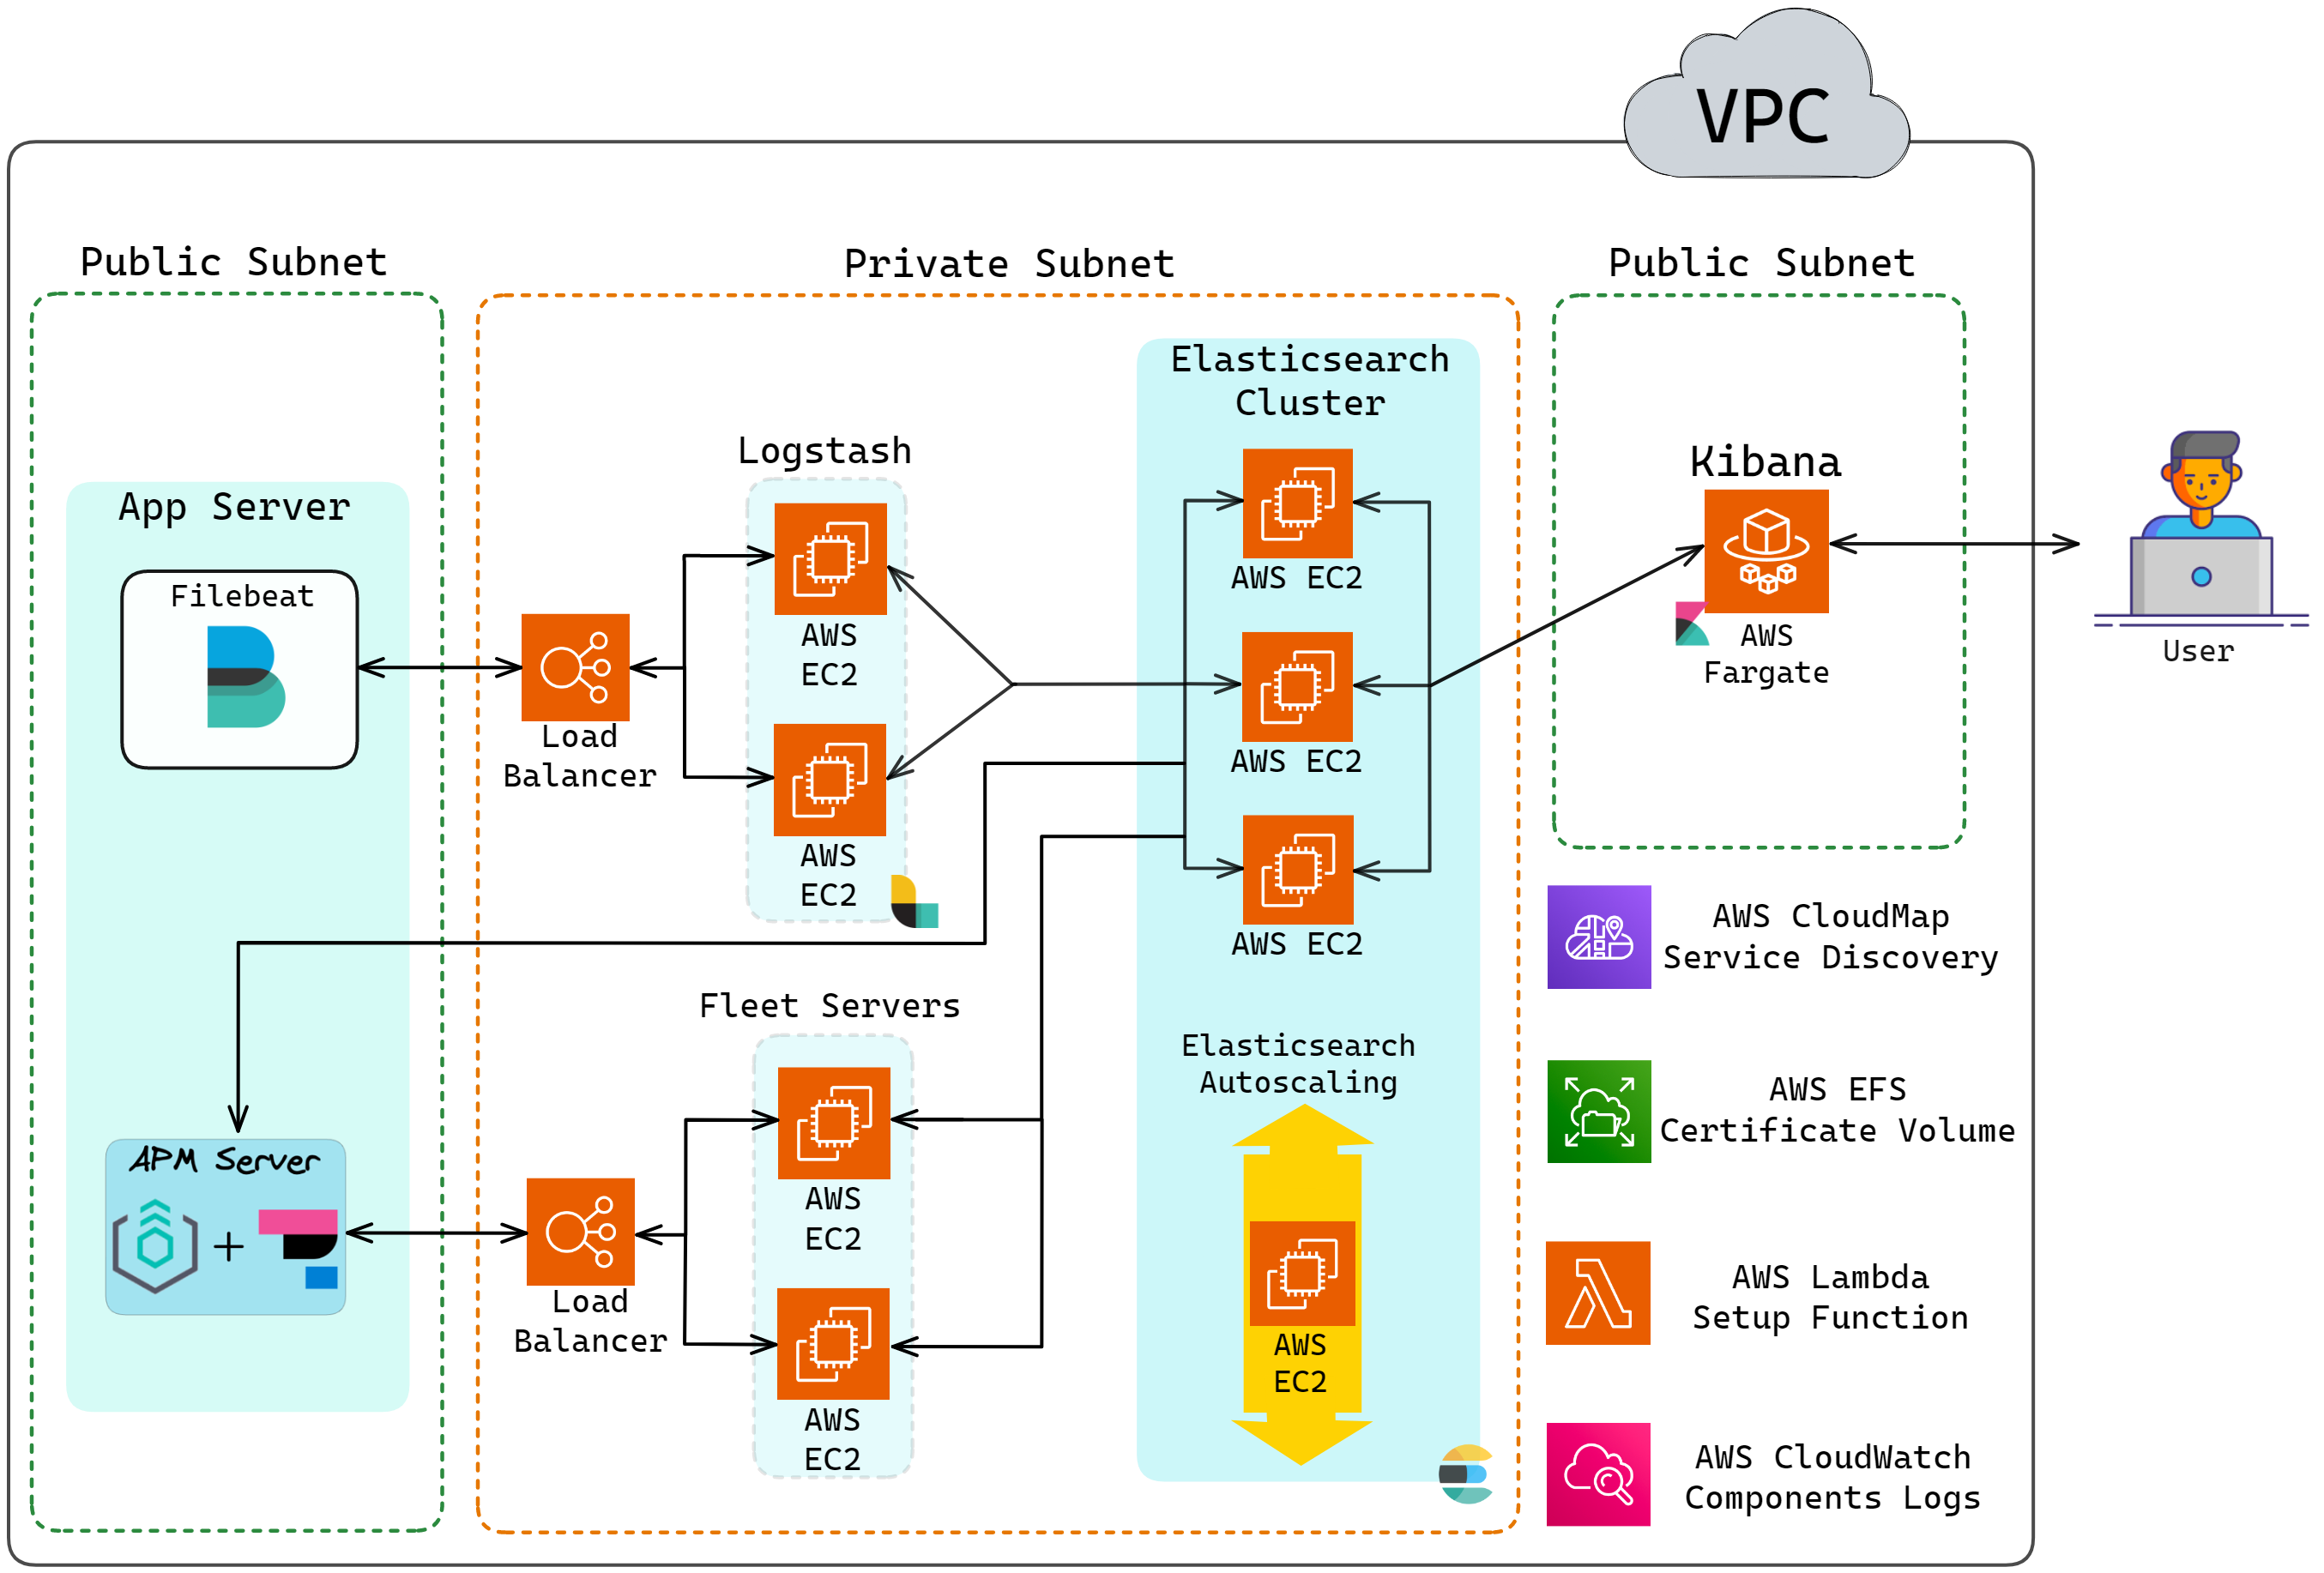 VPC
Public Subnet
Private Subnet
Public Subnet
App Server
Filebeat
Load
Balancer
Logstash
AWS
EC2
AWS
EC2
Elasticsearch
Cluster
AWS EC2
AWS EC2
AWS EC2
Kibana
AWS
Fargate
User
APM Server
+
Load
Balancer
Fleet Servers
AWS
EC2
AWS
EC2
Elasticsearch
Autoscaling
AWS
EC2
AWS CloudMap
Service Discovery
AWS EFS
Certificate Volume
AWS Lambda
Setup Function
AWS CloudWatch
Components Logs